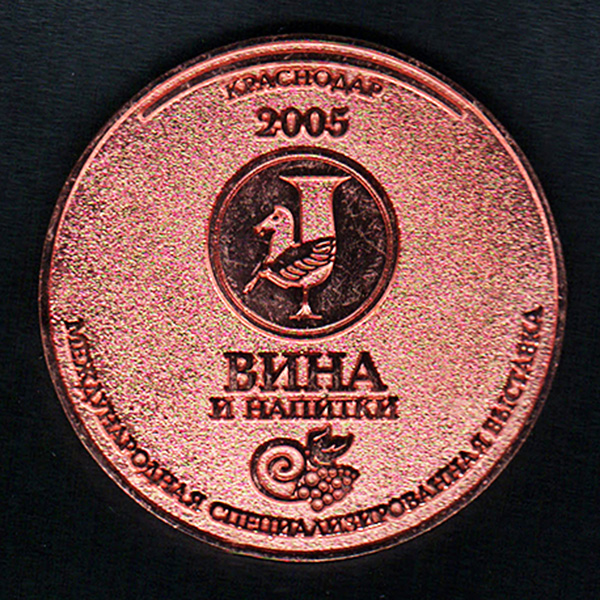 КРАСНОДАР
2005
ВИНА
И НАПИТКИ
МЕЖДУНАРОДНАЯ СПЕЦИАЛИЗИРОВАННАЯ ВЫСТАВКА